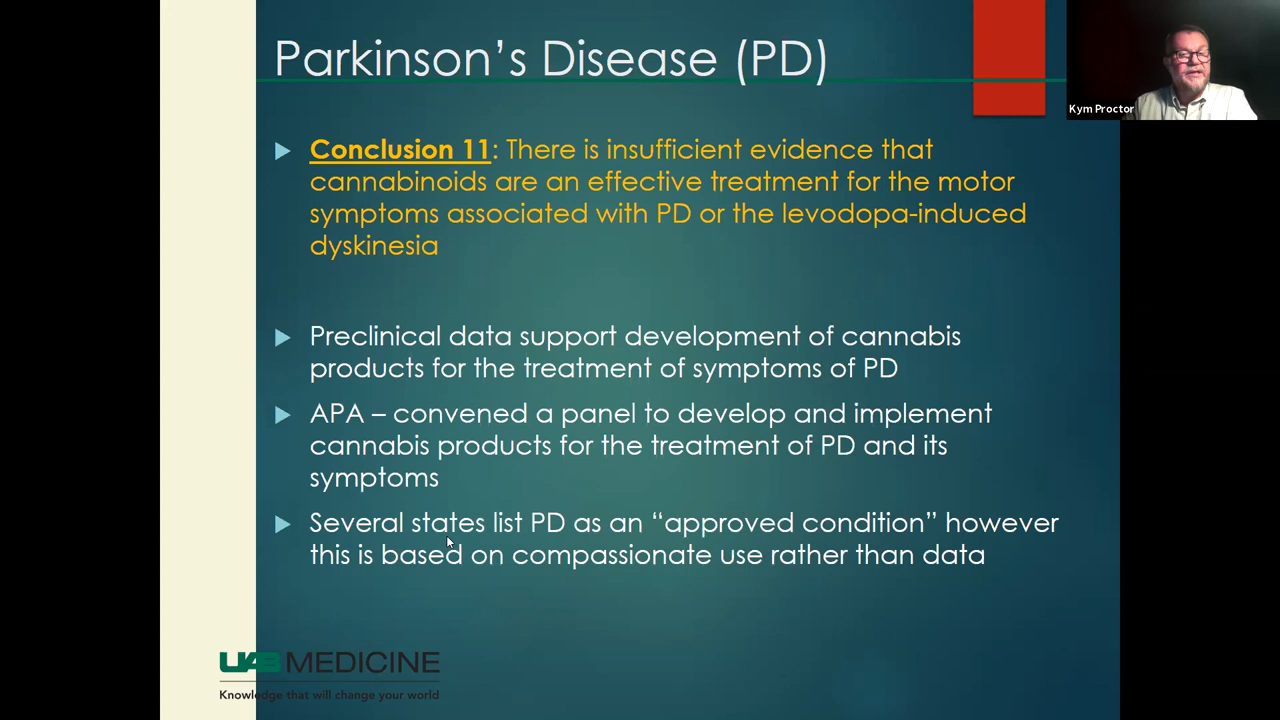 Parkinson's Disease (PD)
Kym Proctor
Conclusion 11: There is insufficient evidence that
cannabinoids are an effective treatment for the motor
symptoms associated with PD or the levodopa-induced
dyskinesia
Preclinical data support development of cannabis
products for the treatment of symptoms of PD
APA – convened a panel to develop and implement
cannabis products for the treatment of PD and its
symptoms
Several states list PD as an “approved condition” however
this is based on compassionate use rather than data
UAB MEDICINE
Knowledge that will change your world